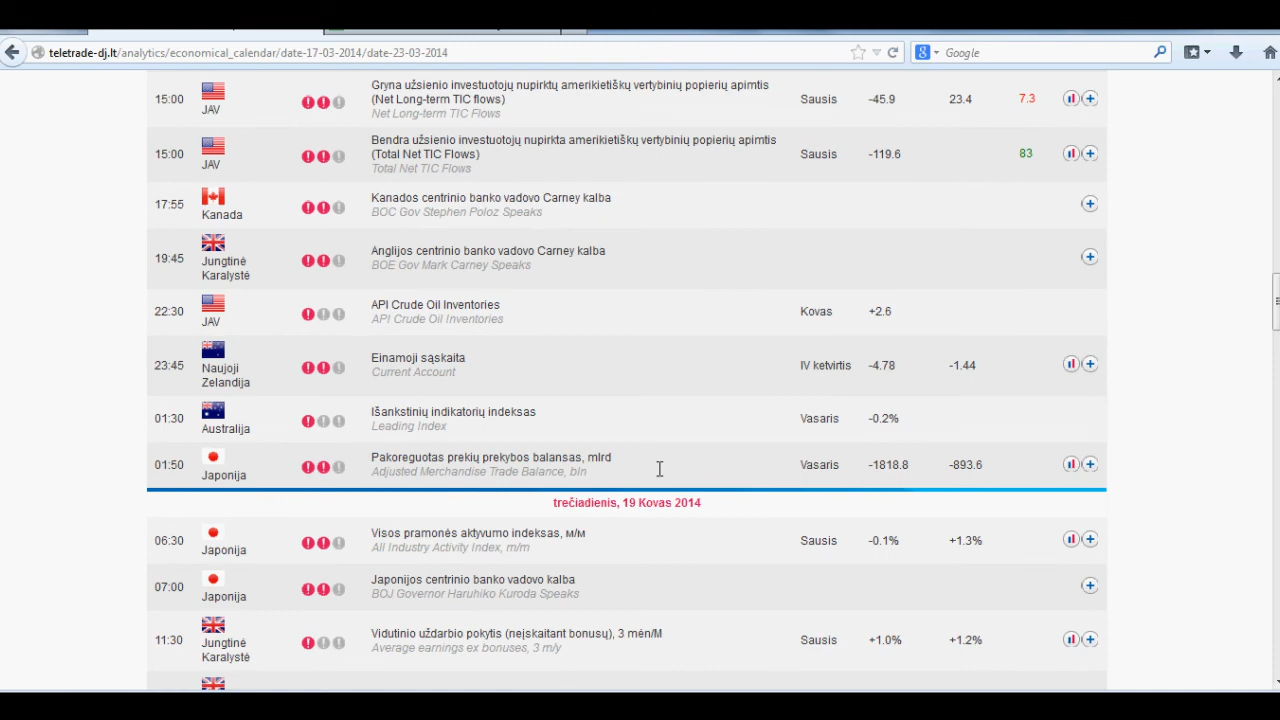 teletrade-dj.lt/analytics/economical_calendar/date-17-03-2014/date-23-03-2014
Google
15:00 JAV Gryna užsienio investuotojų nupirktų amerikietiškų vertybinių popierių apimtis
(Net Long-term TIC flows) Sausis -45.9 23.4 7.3
Net Long-term TIC Flows
15:00 JAV Bendra užsienio investuotojų nupirkta amerikietiškų vertybinių popierių apimtis
(Total Net TIC Flows) Sausis -119.6 83
Total Net TIC Flows
17:55 Kanada Kanados centrinio banko vadovo Carney kalba
BOC Gov Stephen Poloz Speaks
19:45 Jungtinė Karalystė Anglijos centrinio banko vadovo Carney kalba
BOE Gov Mark Carney Speaks
22:30 JAV API Crude Oil Inventories Kovas +2.6
API Crude Oil Inventories
23:45 Naujoji Zelandija Einamoji sąskaita IV ketvirtis -4.78 -1.44
Current Account
01:30 Australija Išankstinių indikatorių indeksas Vasaris -0.2%
Leading Index
01:50 Japonija Pakoreguotas prekių prekybos balansas, mlrd Vasaris -1818.8 -893.6
Adjusted Merchandise Trade Balance, bln
trečiadienis, 19 Kovas 2014
06:30 Japonija Visos pramonės aktyvumo indeksas, м/м Sausis -0.1% +1.3%
All Industry Activity Index, m/m
07:00 Japonija Japonijos centrinio banko vadovo kalba
BOJ Governor Haruhiko Kuroda Speaks
11:30 Jungtinė Karalystė Vidutinio uždarbio pokytis (neįskaitant bonusų), 3 mėn/М Sausis +1.0% +1.2%
Average earnings ex bonuses, 3 m/y